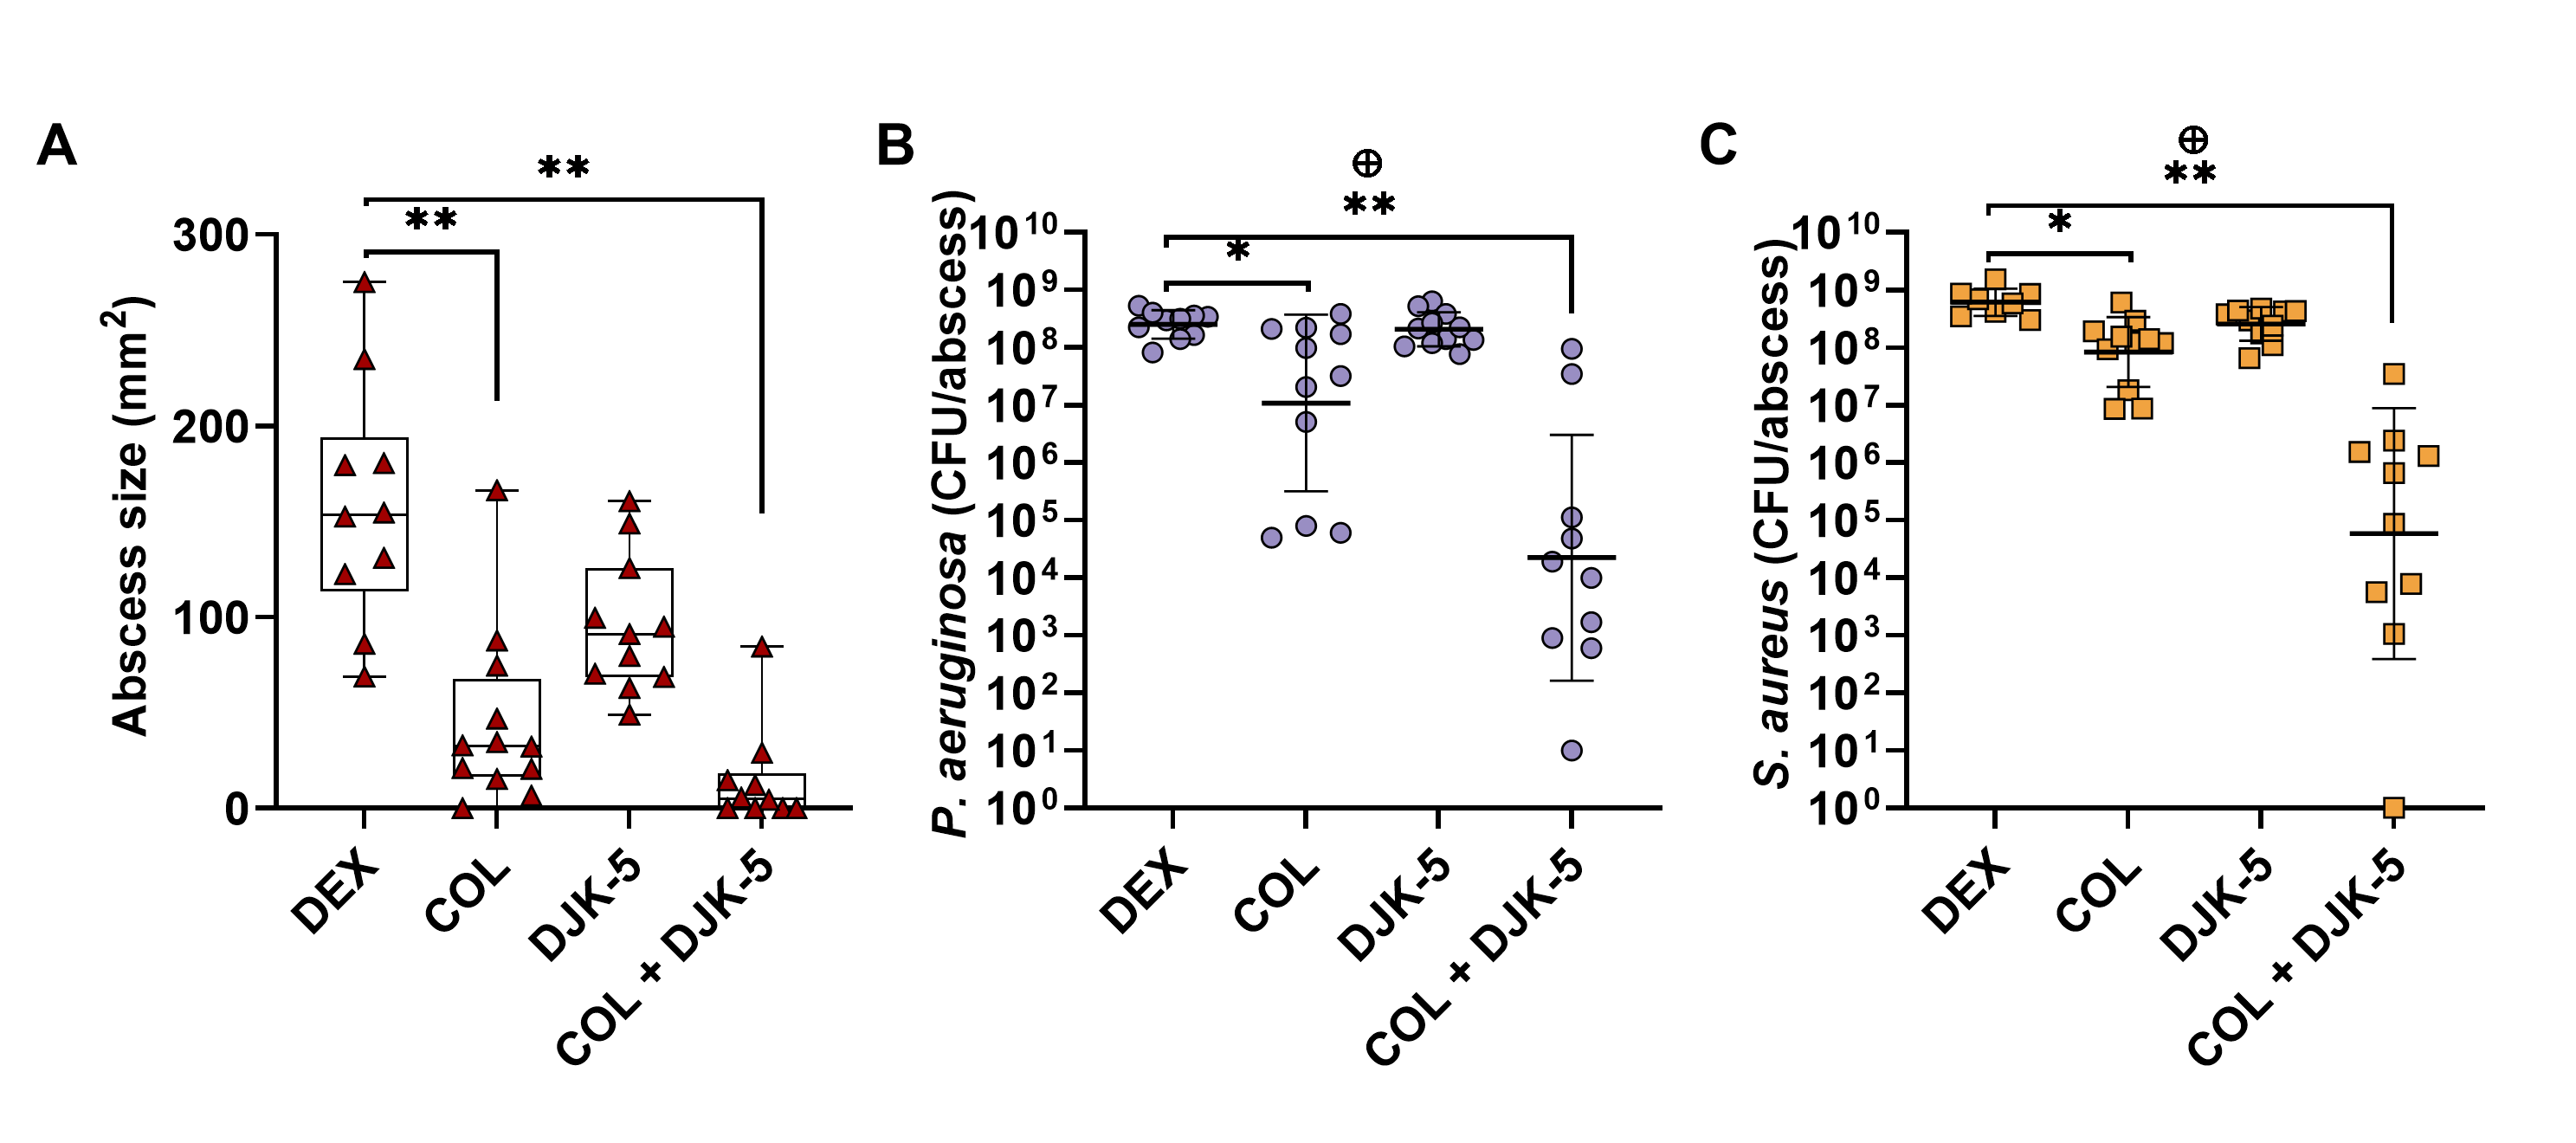 A
Abscess size (mm²)
**
**
300
200
100
0
DEX
COL
DJK-5
COL + DJK-5
B
P. aeruginosa (CFU/abscess)
⊕
**
*
10¹⁰
10⁹
10⁸
10⁷
10⁶
10⁵
10⁴
10³
10²
10¹
10⁰
DEX
COL
DJK-5
COL + DJK-5
C
S. aureus (CFU/abscess)
⊕
**
*
10¹⁰
10⁹
10⁸
10⁷
10⁶
10⁵
10⁴
10³
10²
10¹
10⁰
DEX
COL
DJK-5
COL + DJK-5